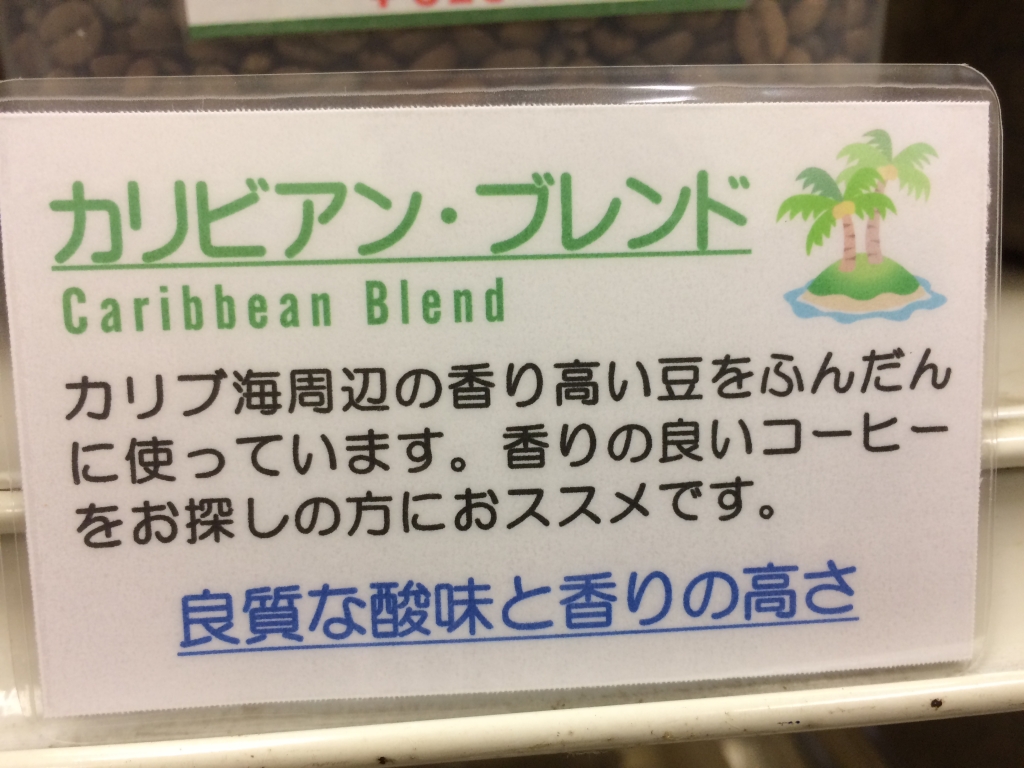 カリビアン・ブレンド
Caribbean Blend
カリブ海周辺の香り高い豆をふんだん
に使っています。香りの良いコーヒー
をお探しの方におススメです。
良質な酸味と香りの高さ